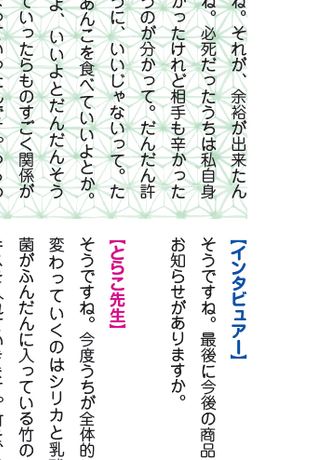 ね。それが、余裕が出来たん
ね。必死だったうちは私自身
かったけれど相手も辛かった
うのが分かって。だんだん許
うに、いいじゃないって。た
あんこを食べていいよとか。
よ、いいよとだんだんそう
ていったらものすごく関係が
【インタビュアー】
そうですね。最後に今後の商品
お知らせがありますか。
【とらこ先生】
そうですね。今度うちが全体的
変わっていくのはシリカと乳酸
菌がふんだんに入っている竹の